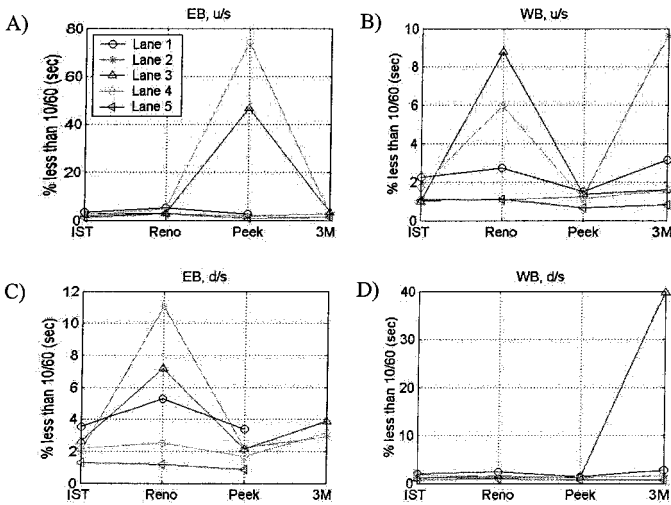 A)
EB, u/s
% less than 10/60 (sec)
80
60
40
20
0
Lane 1
Lane 2
Lane 3
Lane 4
Lane 5
IST Reno Peek 3M
B)
WB, u/s
% less than 10/60 (sec)
10
8
6
4
2
0
IST Reno Peek 3M
C)
EB, d/s
% less than 10/60 (sec)
12
10
8
6
4
2
0
IST Reno Peek 3M
D)
WB, d/s
% less than 10/60 (sec)
40
30
20
10
0
IST Reno Peek 3M